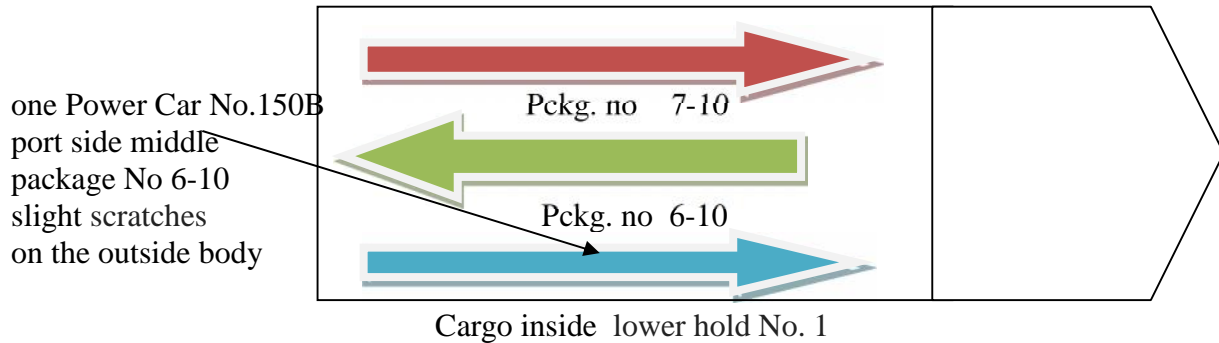 one Power Car No.150B
port side middle
package No 6-10
slight scratches
on the outside body
Pckg. no 7-10
Pckg. no 6-10
Cargo inside lower hold No. 1